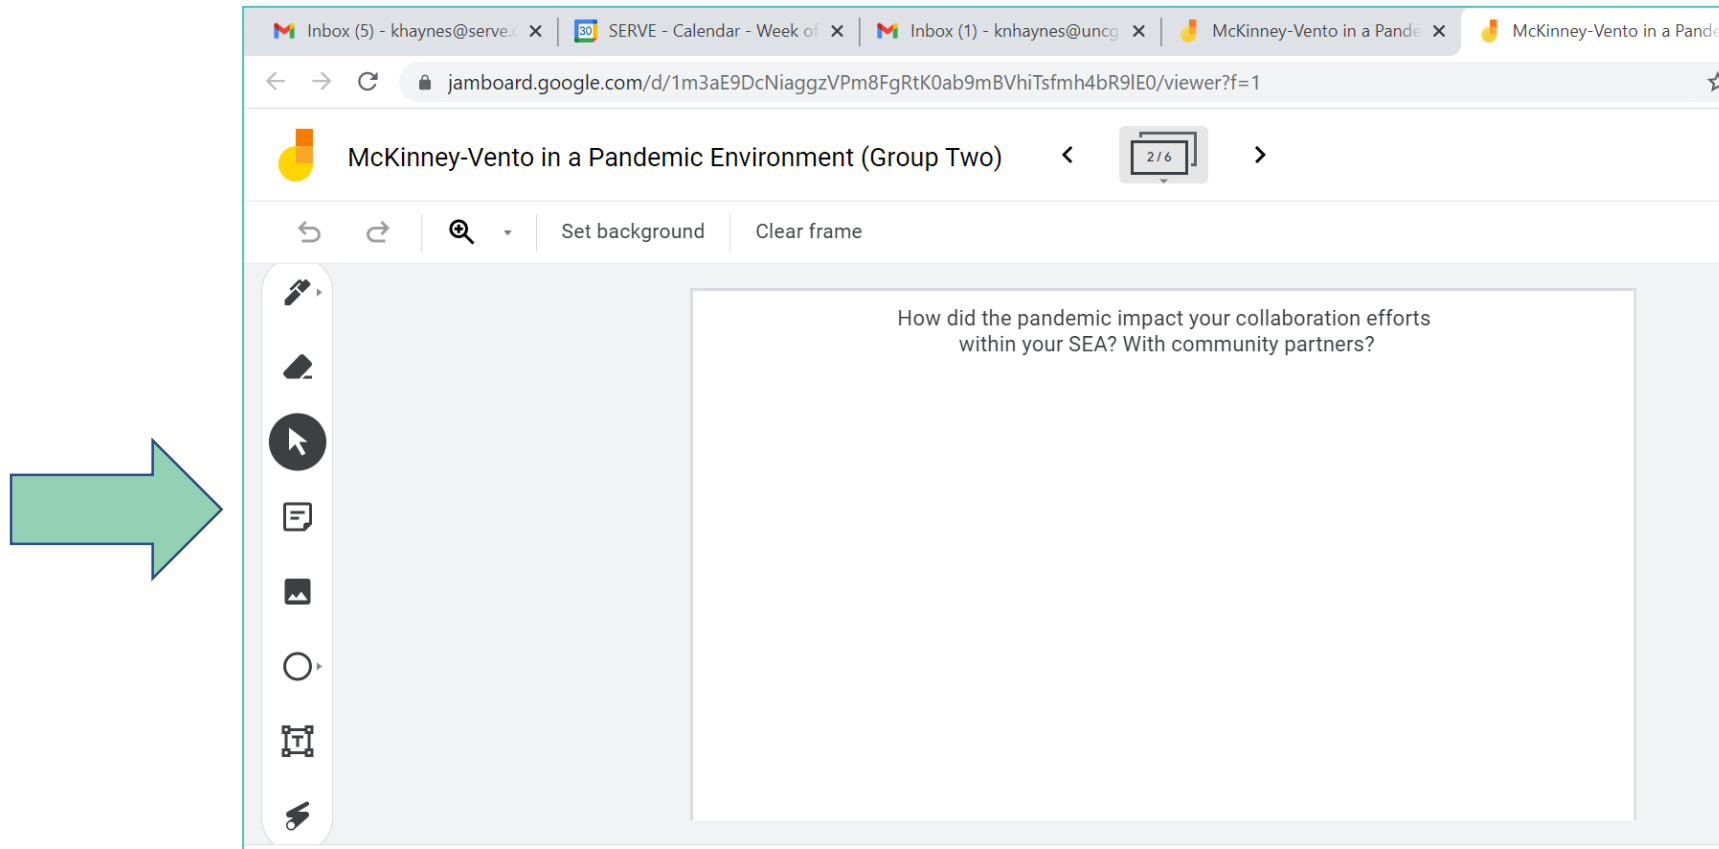 Inbox (5) - khaynes@serve.c
30
SERVE - Calendar - Week of
Inbox (1) - knhaynes@uncg
McKinney-Vento in a Pande
McKinney-Vento in a Pande
jamboard.google.com/d/1m3aE9DcNiaggzVPm8FgRtK0ab9mBVhiTsfmh4bR9lE0/viewer?f=1
McKinney-Vento in a Pandemic Environment (Group Two)
2 / 6
Set background
Clear frame
How did the pandemic impact your collaboration efforts
within your SEA? With community partners?
T